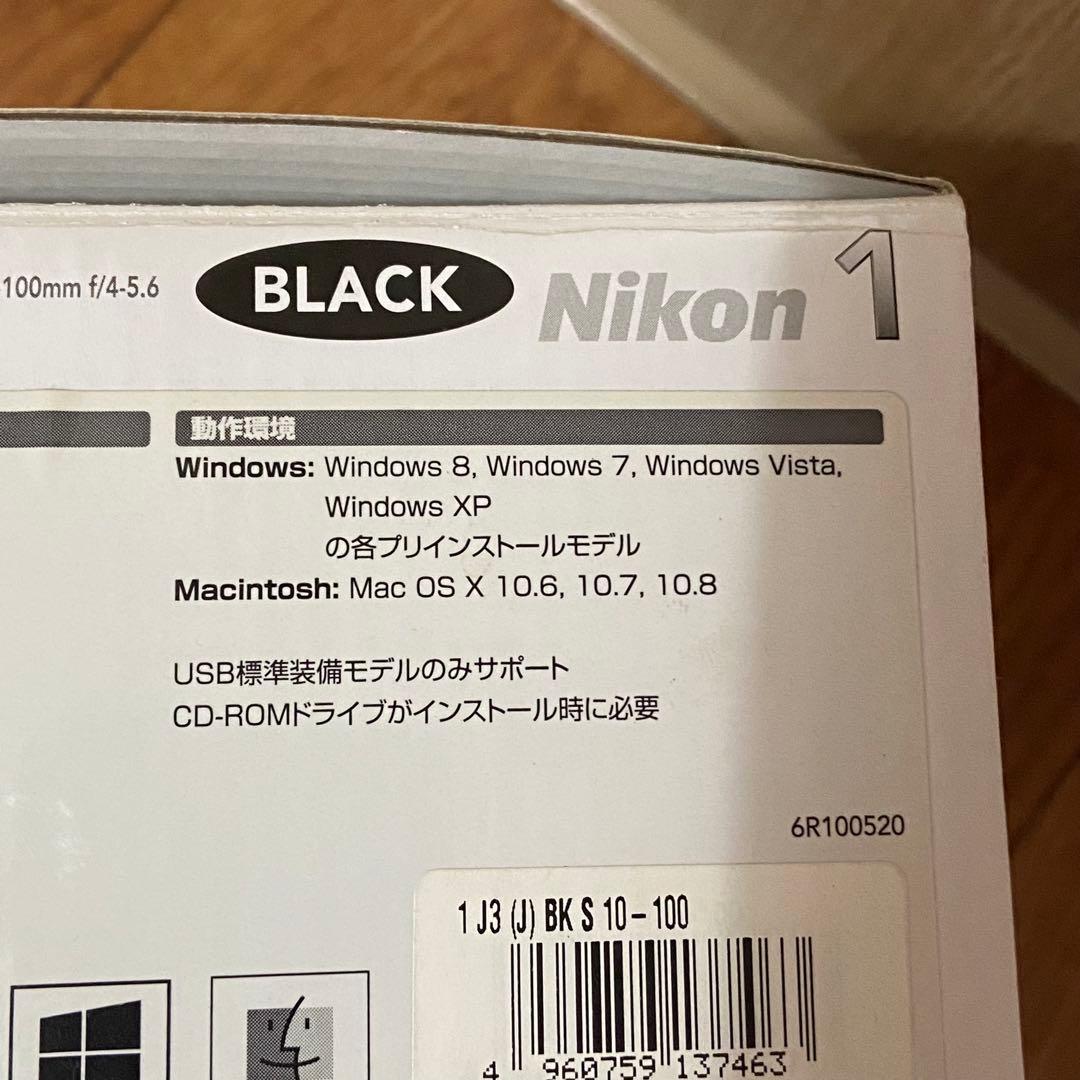 100mm f/4-5.6
BLACK
Nikon 1
動作環境
Windows: Windows 8, Windows 7, Windows Vista,
Windows XP
の各プリインストールモデル
Macintosh: Mac OS X 10.6, 10.7, 10.8
USB標準装備モデルのみサポート
CD-ROMドライブがインストール時に必要
6R100520
1 J3 (J) BK S 10-100
4 960759 137463